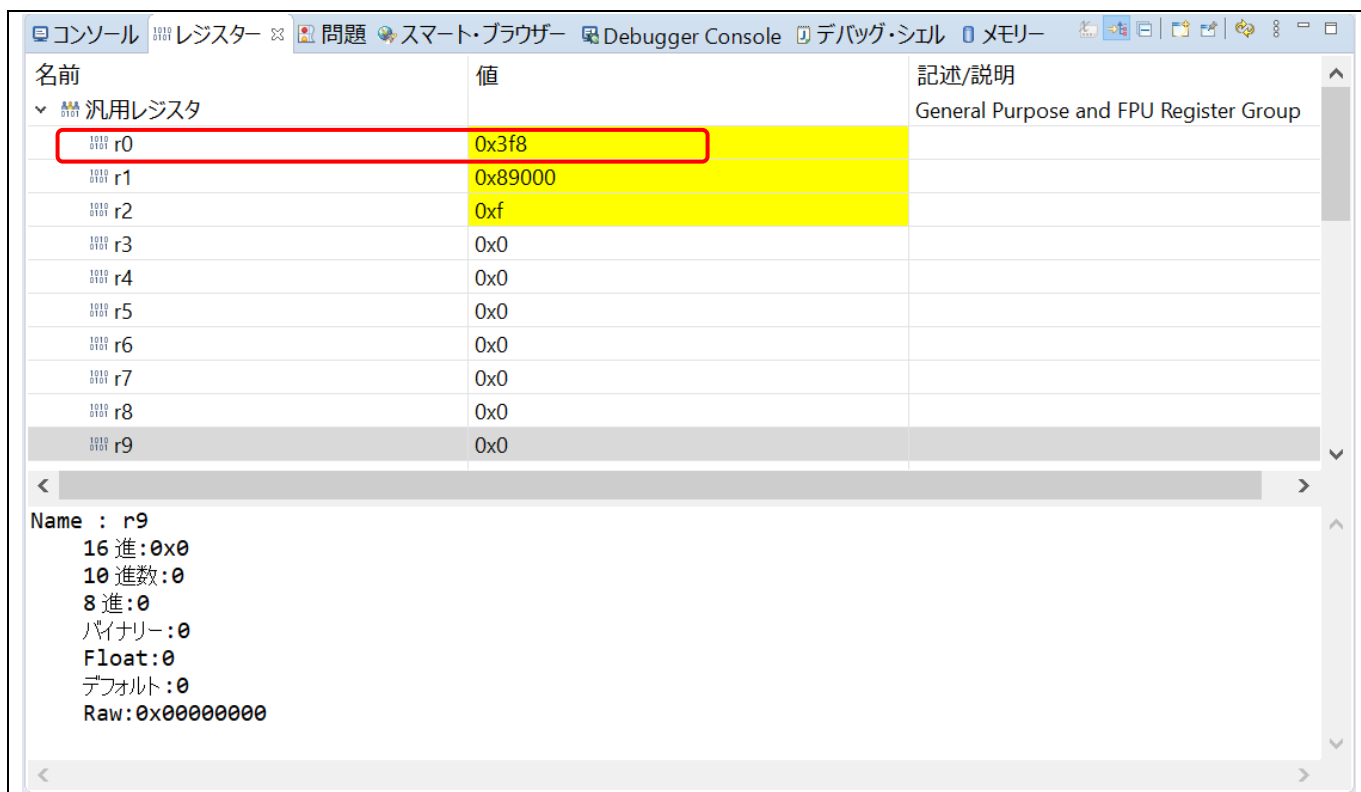 コンソール レジスター 問題 スマート・ブラウザー Debugger Console デバッグ・シェル メモリー
名前 値 記述/説明
汎用レジスタ General Purpose and FPU Register Group
r0 0x3f8
r1 0x89000
r2 0xf
r3 0x0
r4 0x0
r5 0x0
r6 0x0
r7 0x0
r8 0x0
r9 0x0
Name : r9
16 進:0x0
10 進数:0
8 進:0
バイナリー:0
Float:0
デフォルト:0
Raw:0x00000000